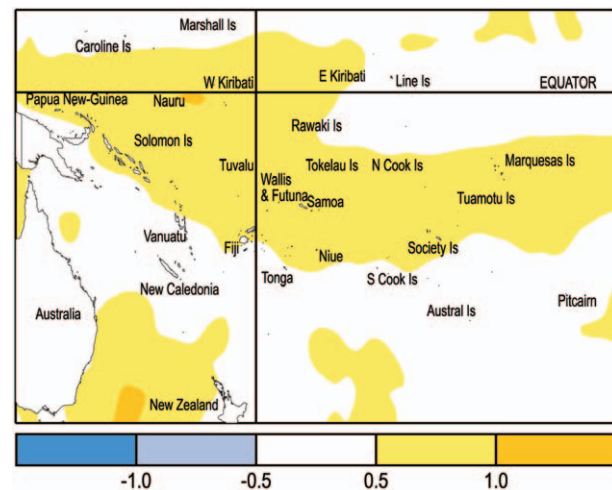 Marshall Is
Caroline Is
W Kiribati
E Kiribati
Line Is
EQUATOR
Papua New-Guinea
Nauru
Rawaki Is
Solomon Is
Tuvalu
Tokelau Is
N Cook Is
Marquesas Is
Wallis
& Futuna
Samoa
Tuamotu Is
Vanuatu
Fiji
Niue
Society Is
Tonga
S Cook Is
New Caledonia
Pitcairn
Australia
Austral Is
New Zealand
-1.0 -0.5 0.5 1.0